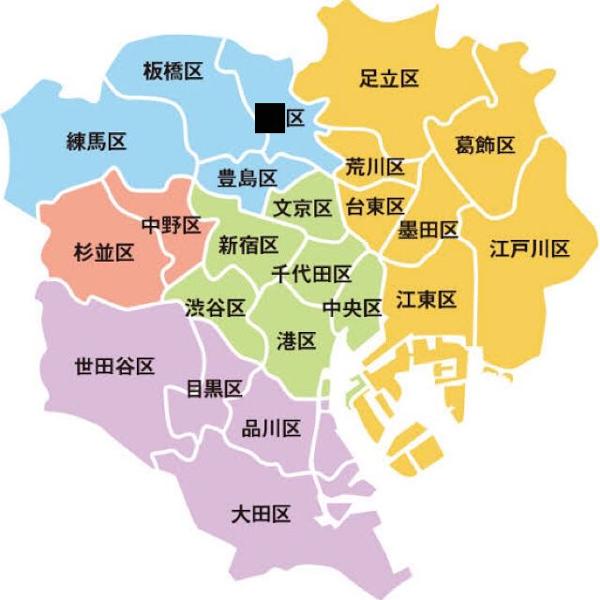 足立区
板橋区
区
練馬区
葛飾区
荒川区
豊島区
文京区
台東区
中野区
墨田区
杉並区
新宿区
江戸川区
千代田区
渋谷区
中央区
江東区
港区
世田谷区
目黒区
品川区
大田区